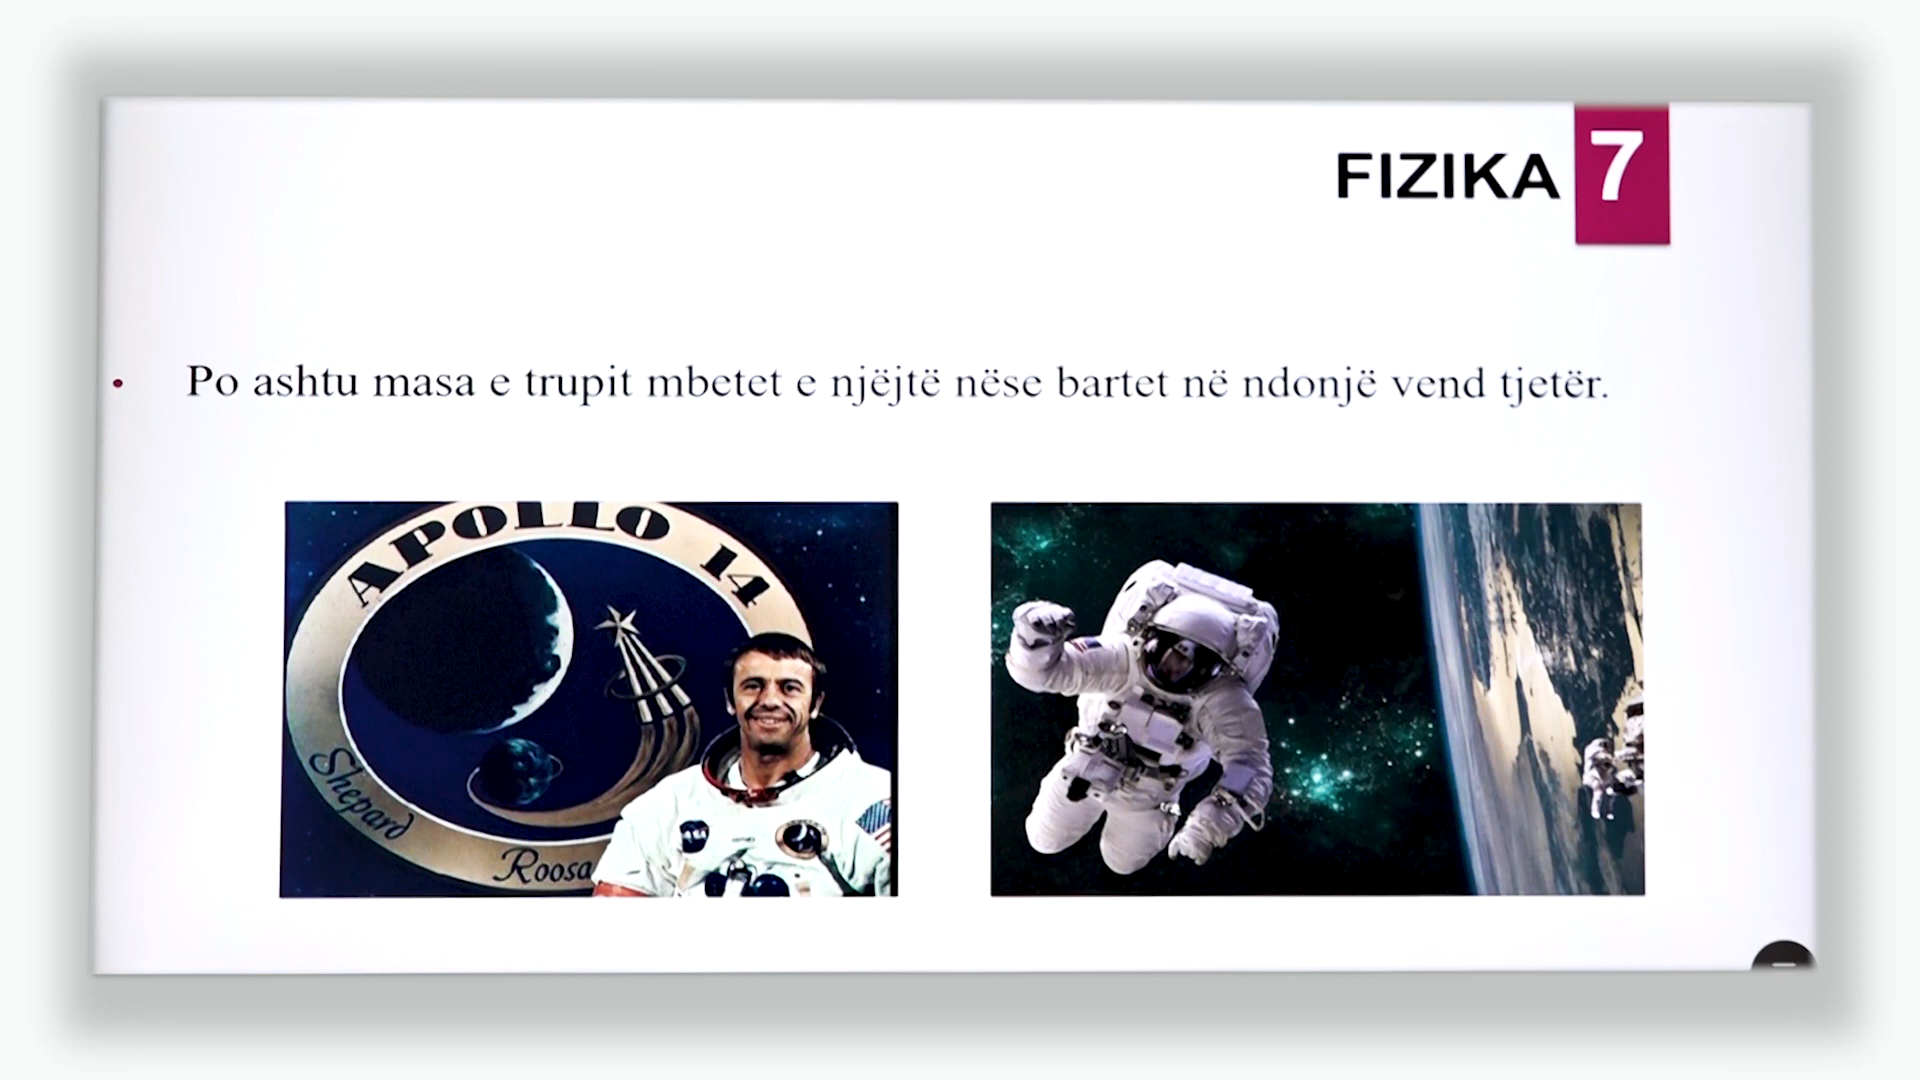 FIZIKA 7
• Po ashtu masa e trupit mbetet e njëjtë nëse bartet në ndonjë vend tjetër.
APOLLO 14
Shepard
Roosa